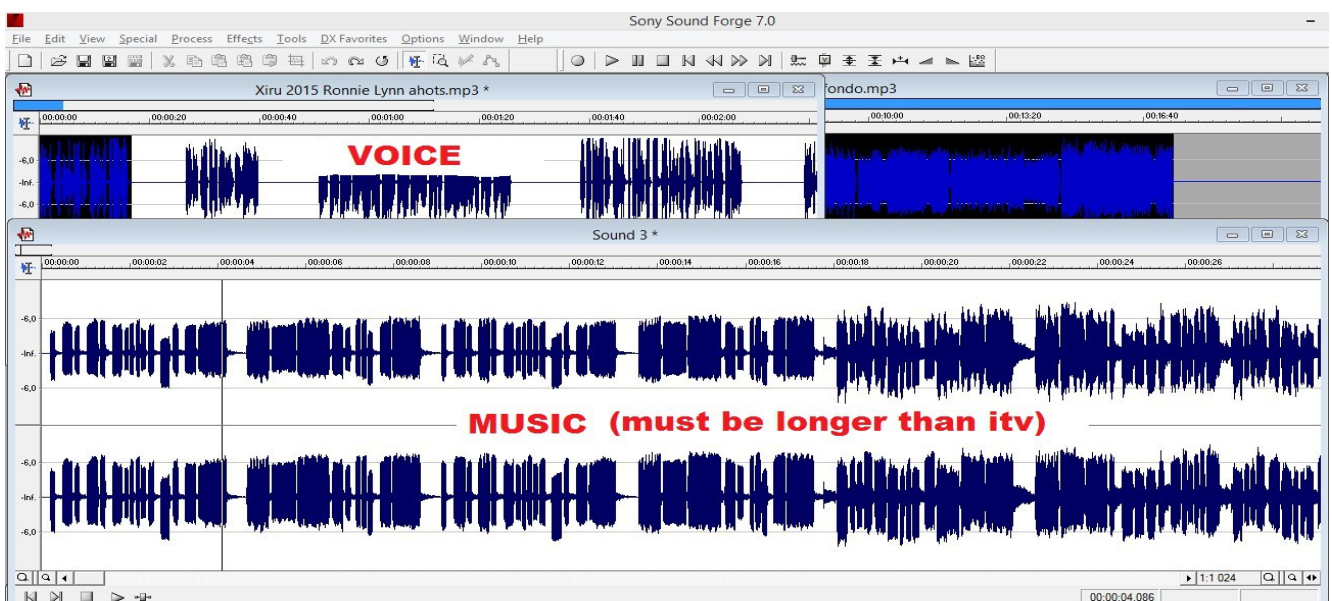 Sony Sound Forge 7.0
File Edit View Special Process Effects Tools DX Favorites Options Window Help
Xiru 2015 Ronnie Lynn ahots.mp3 *
fondo.mp3
00:00:00 00:00:20 00:00:40 00:01:00 00:01:20 00:01:40 00:02:00
00:10:00 00:13:20 00:16:40
-6,0
VOICE
-Inf.
-6,0
Sound 3 *
00:00:00 00:00:02 00:00:04 00:00:06 00:00:08 00:00:10 00:00:12 00:00:14 00:00:16 00:00:18 00:00:20 00:00:22 00:00:24 00:00:26
-6,0
-Inf.
-6,0
MUSIC (must be longer than itv)
-6,0
-Inf.
-6,0
1:1 024
00:00:04,086